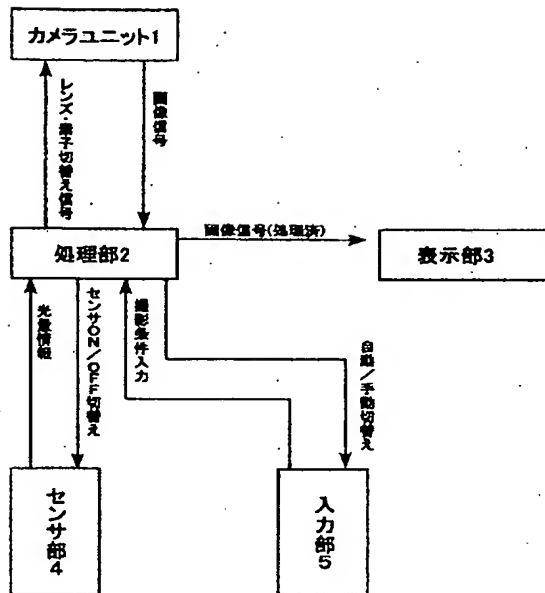 カメラユニット1
レンズ・素子切替え信号
画像信号
画像信号(処理済)
処理部2
表示部3
光量情報
センサON/OFF切替え
撮影条件入力
自動/手動切替え
センサ部4
入力部5